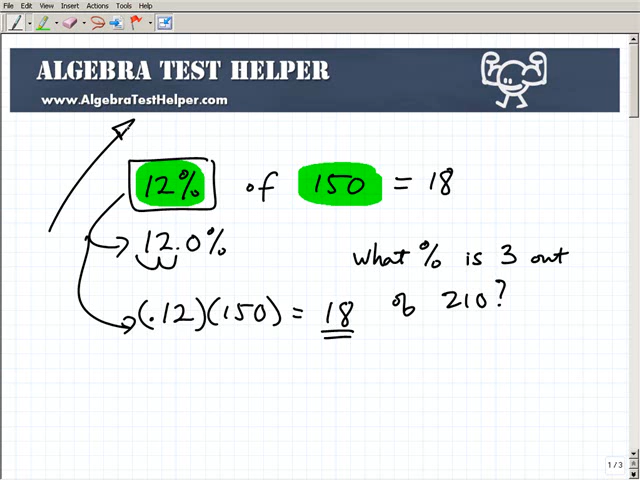 File Edit View Insert Actions Tools Help
ALGEBRA TEST HELPER
www.AlgebraTestHelper.com
12% of 150 = 18
12.0%
what % is 3 out
of 210?
(.12)(150) = 18
1/3